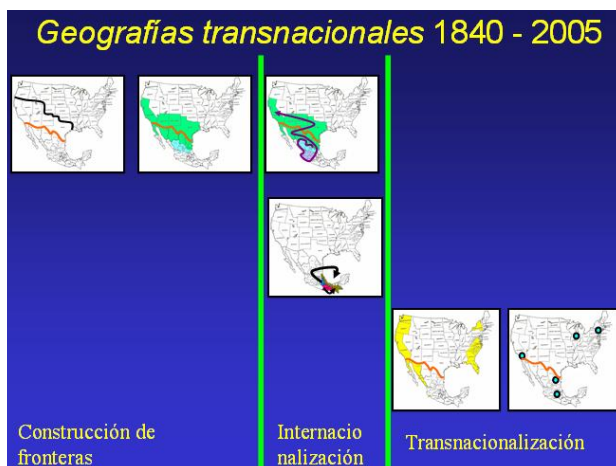 Geografías transnacionales 1840 - 2005
Construcción de
fronteras
Internacio
nalización
Transnacionalización